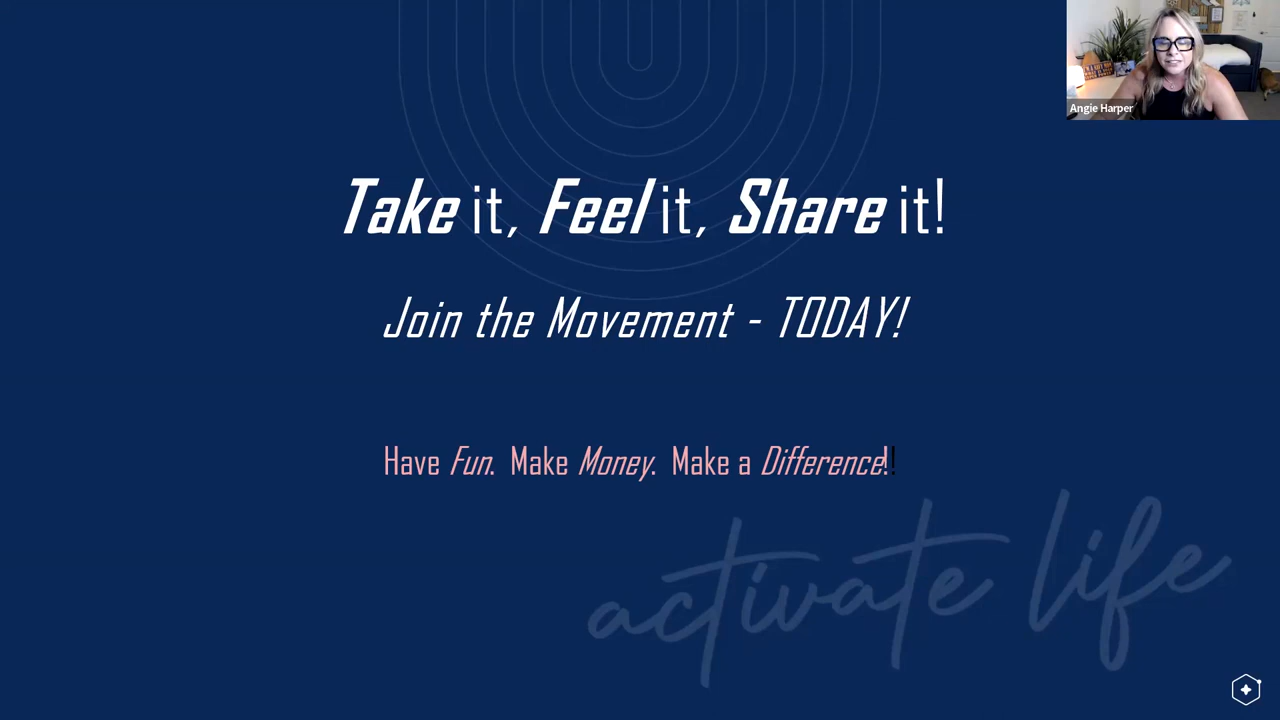 Angie Harper
Take it, Feel it, Share it!
Join the Movement - TODAY!
Have Fun. Make Money. Make a Difference!!
activate life